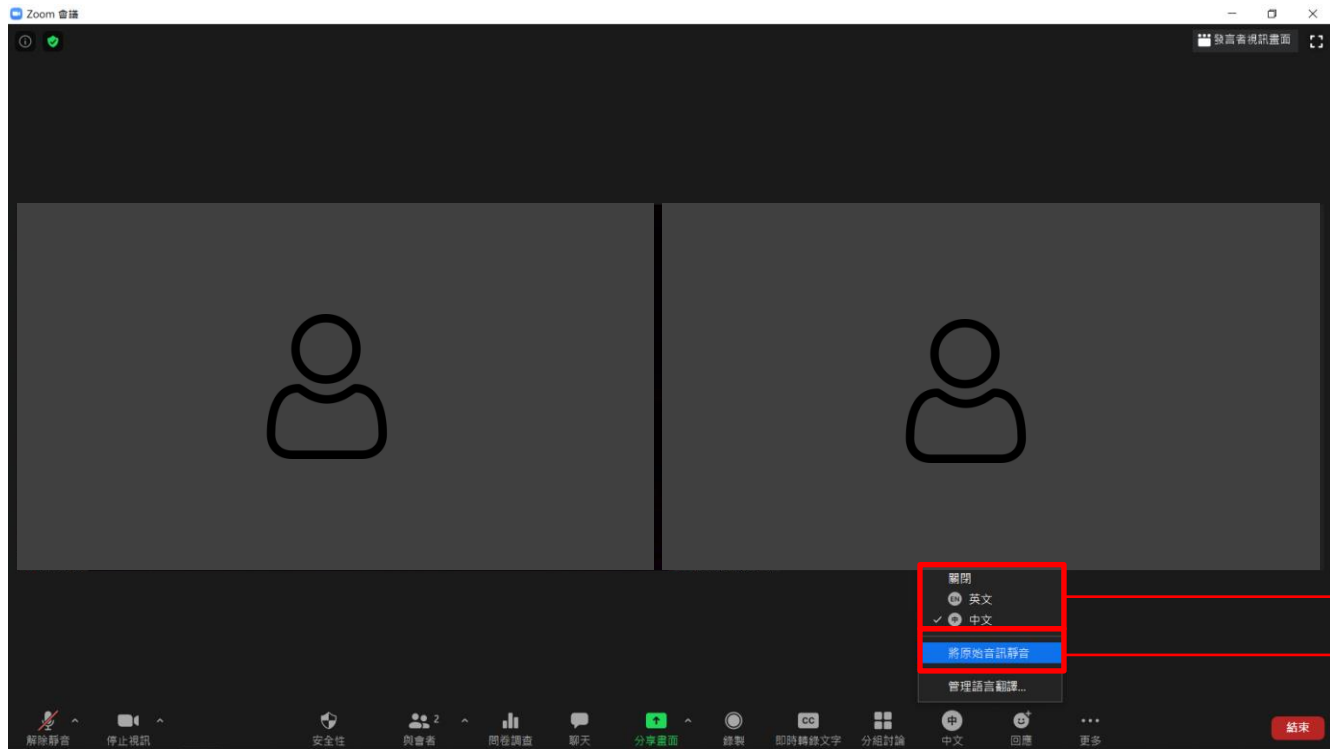 Zoom 會議
發言者視訊畫面
關閉
EN 英文
中 中文
將原始音訊靜音
管理語言翻譯...
解除靜音
停止視訊
安全性
與會者 2
問卷調查
聊天
分享畫面
錄製
CC 即時轉錄文字
分組討論
中 中文
回應
更多
結束